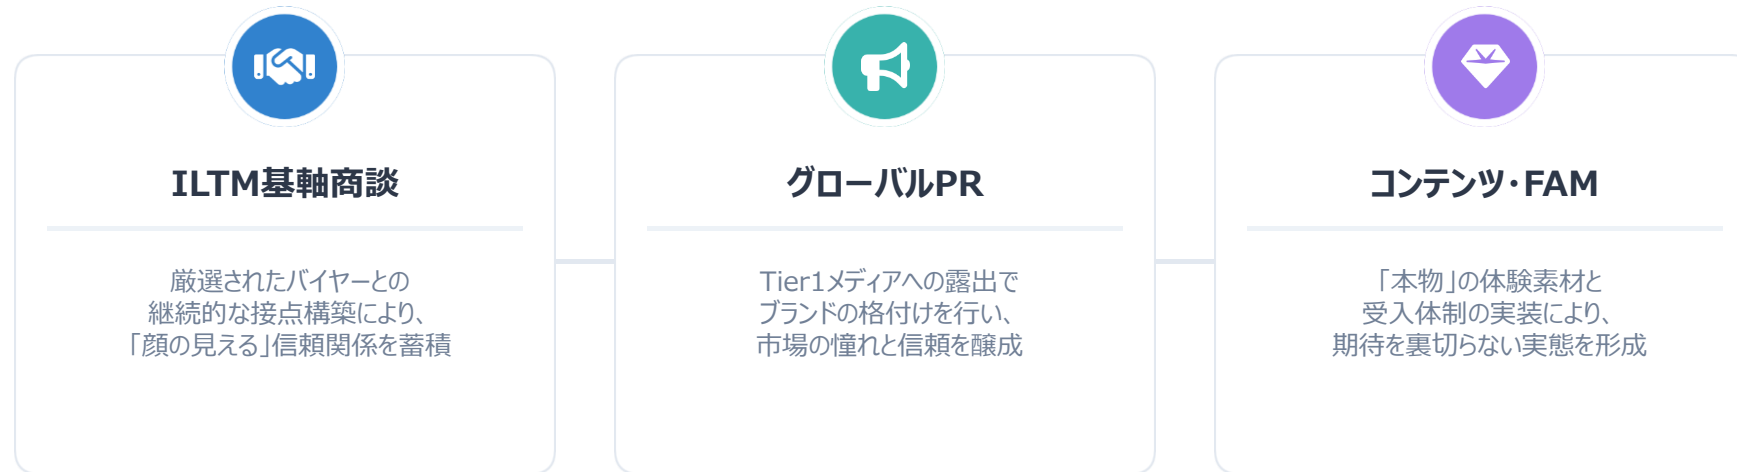 ILTM基軸商談
厳選されたバイヤーとの
継続的な接点構築により、
「顔の見える」信頼関係を蓄積
グローバルPR
Tier1メディアへの露出で
ブランドの格付けを行い、
市場の憧れと信頼を醸成
コンテンツ・FAM
「本物」の体験素材と
受入体制の実装により、
期待を裏切らない実態を形成